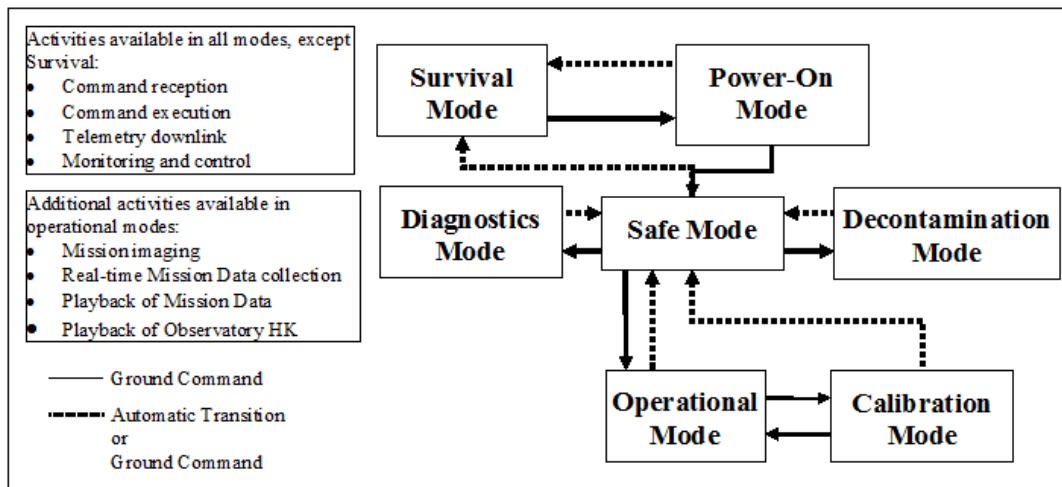 Activities available in all modes, except
Survival:
• Command reception
• Command execution
• Telemetry downlink
• Monitoring and control
Additional activities available in
operational modes:
• Mission imaging
• Real-time Mission Data collection
• Playback of Mission Data
• Playback of Observatory HK
Ground Command
Automatic Transition
or
Ground Command
Survival
Mode
Power-On
Mode
Diagnostics
Mode
Safe Mode
Decontamination
Mode
Operational
Mode
Calibration
Mode